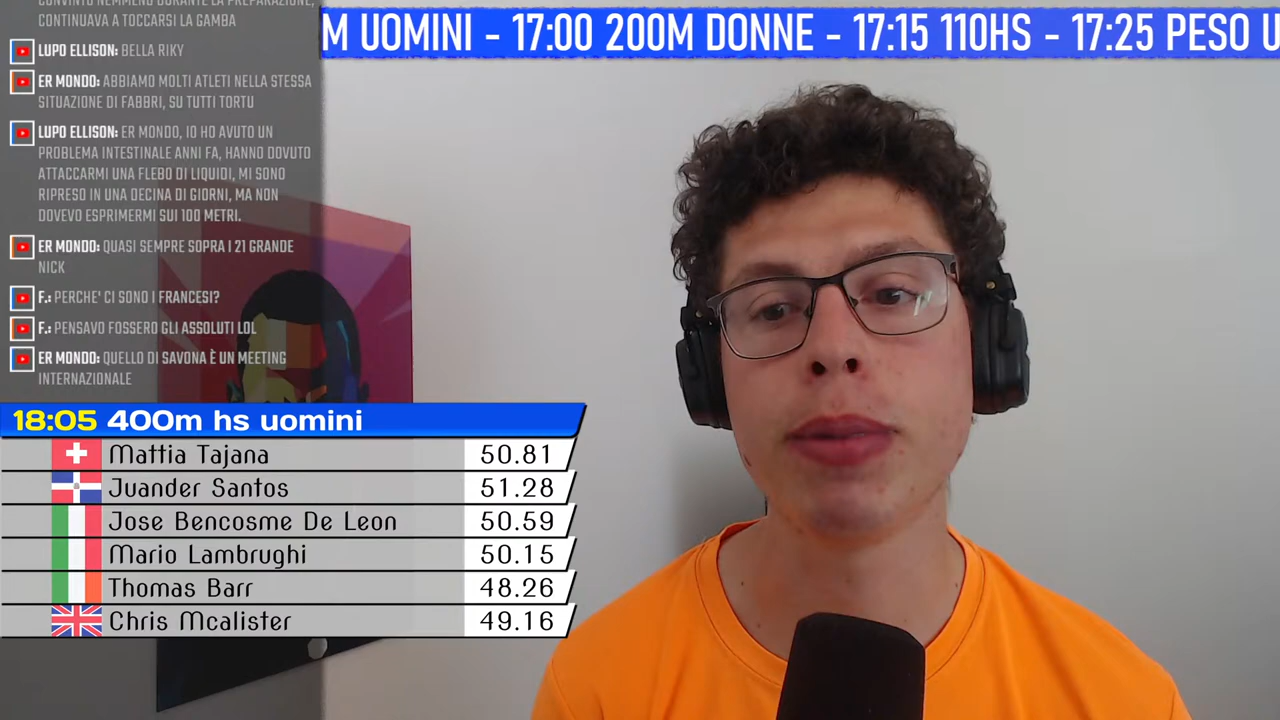 CONVINTO NEMMENO DURANTE LA PREPARAZIONE,
CONTINUAVA A TOCCARSI LA GAMBA
LUPO ELLISON: BELLA RIKY
ER MONDO: ABBIAMO MOLTI ATLETI NELLA STESSA
SITUAZIONE DI FABBRI, SU TUTTI TORTU
LUPO ELLISON: ER MONDO, IO HO AVUTO UN
PROBLEMA INTESTINALE ANNI FA, HANNO DOVUTO
ATTACCARMI UNA FLEBO DI LIQUIDI, MI SONO
RIPRESO IN UNA DECINA DI GIORNI, MA NON
DOVEVO ESPRIMERMI SUI 100 METRI.
ER MONDO: QUASI SEMPRE SOPRA I 21 GRANDE
NICK
F.: PERCHE' CI SONO I FRANCESI?
F.: PENSAVO FOSSERO GLI ASSOLUTI LOL
ER MONDO: QUELLO DI SAVONA È UN MEETING
INTERNAZIONALE
M UOMINI - 17:00 200M DONNE - 17:15 110HS - 17:25 PESO U
18:05 400m hs uomini
Mattia Tajana 50.81
Juander Santos 51.28
Jose Bencosme De Leon 50.59
Mario Lambrughi 50.15
Thomas Barr 48.26
Chris Mcalister 49.16